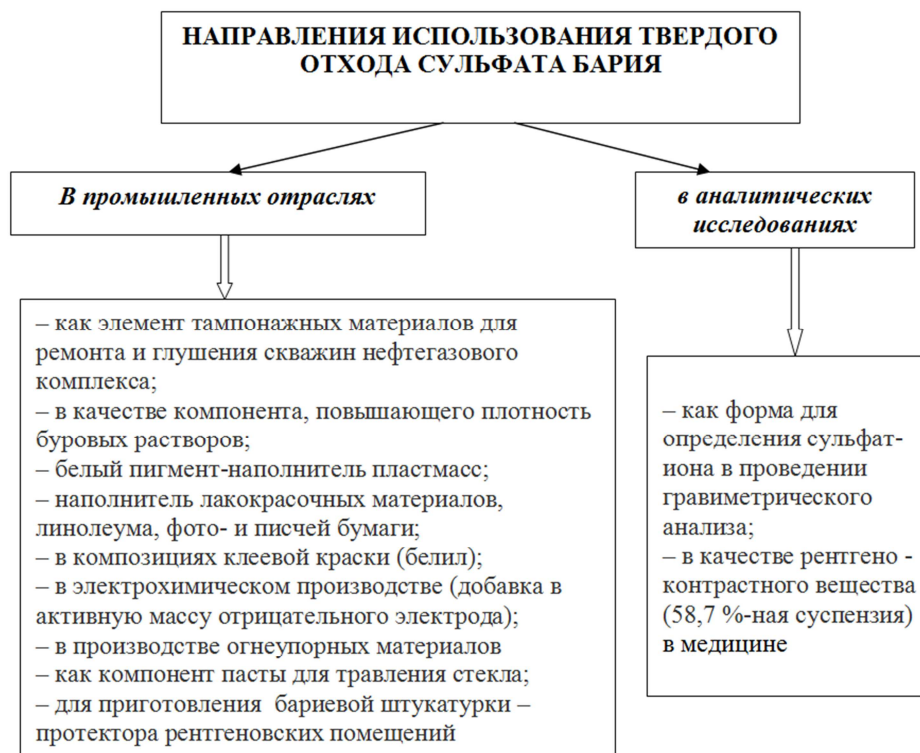 НАПРАВЛЕНИЯ ИСПОЛЬЗОВАНИЯ ТВЕРДОГО
ОТХОДА СУЛЬФАТА БАРИЯ
В промышленных отраслях
в аналитических
исследованиях
– как элемент тампонажных материалов для
ремонта и глушения скважин нефтегазового
комплекса;
– в качестве компонента, повышающего плотность
буровых растворов;
– белый пигмент-наполнитель пластмасс;
– наполнитель лакокрасочных материалов,
линолеума, фото- и писчей бумаги;
– в композициях клеевой краски (белил);
– в электрохимическом производстве (добавка в
активную массу отрицательного электрода);
– в производстве огнеупорных материалов
– как компонент пасты для травления стекла;
– для приготовления бариевой штукатурки –
протектора рентгеновских помещений
– как форма для
определения сульфат-
иона в проведении
гравиметрического
анализа;
– в качестве рентгено -
контрастного вещества
(58,7 %-ная суспензия)
в медицине